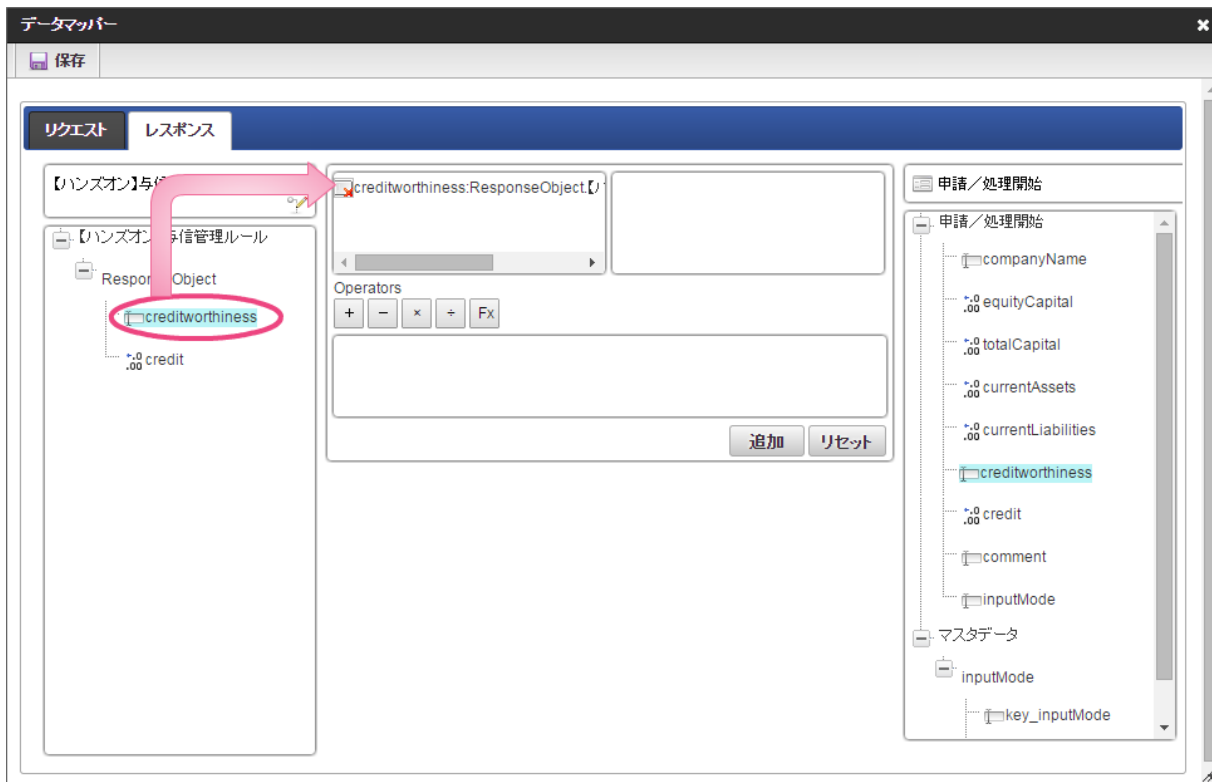 データマッパー
保存
リクエスト
レスポンス
【ハンズオン】与信
【ハンズオン】与信管理ルール
ResponseObject
creditworthiness
credit
creditworthiness:ResponseObject.【ハ
Operators
+ − × ÷ Fx
追加 リセット
申請／処理開始
申請／処理開始
companyName
equityCapital
totalCapital
currentAssets
currentLiabilities
creditworthiness
credit
comment
inputMode
マスタデータ
inputMode
key_inputMode